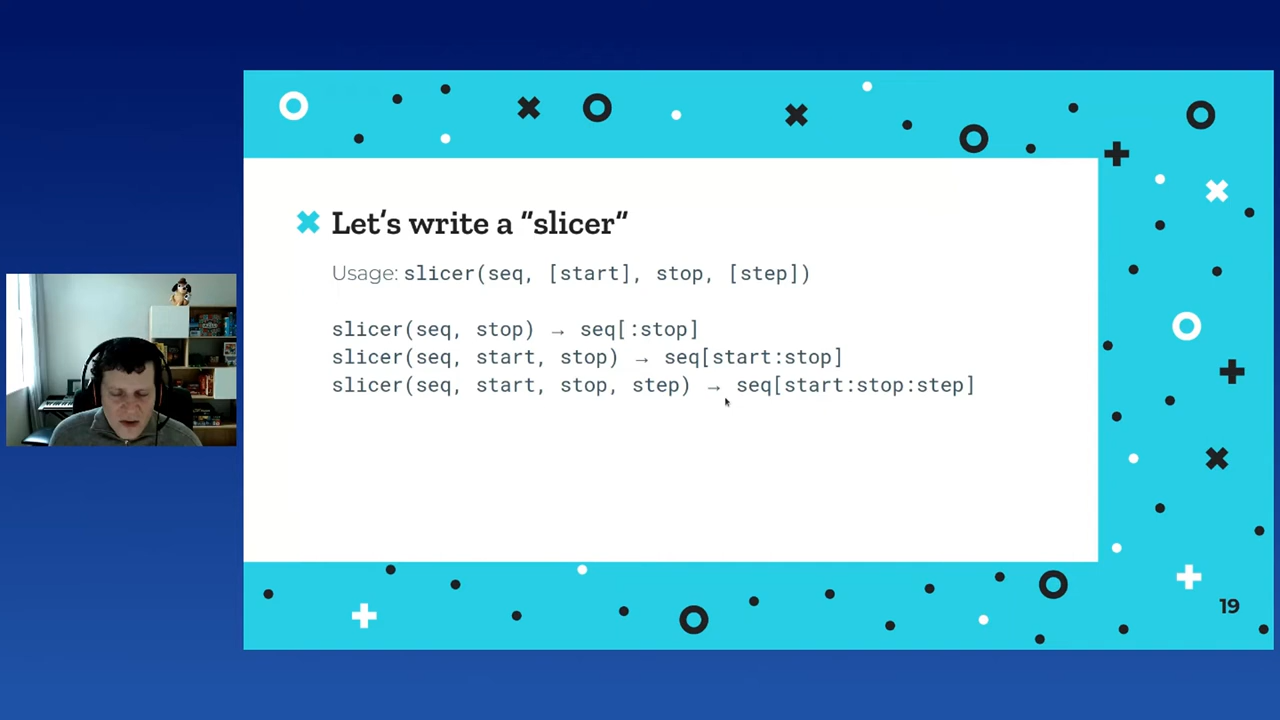 Let's write a “slicer”
Usage: slicer(seq, [start], stop, [step])
slicer(seq, stop) → seq[:stop]
slicer(seq, start, stop) → seq[start:stop]
slicer(seq, start, stop, step) → seq[start:stop:step]
19